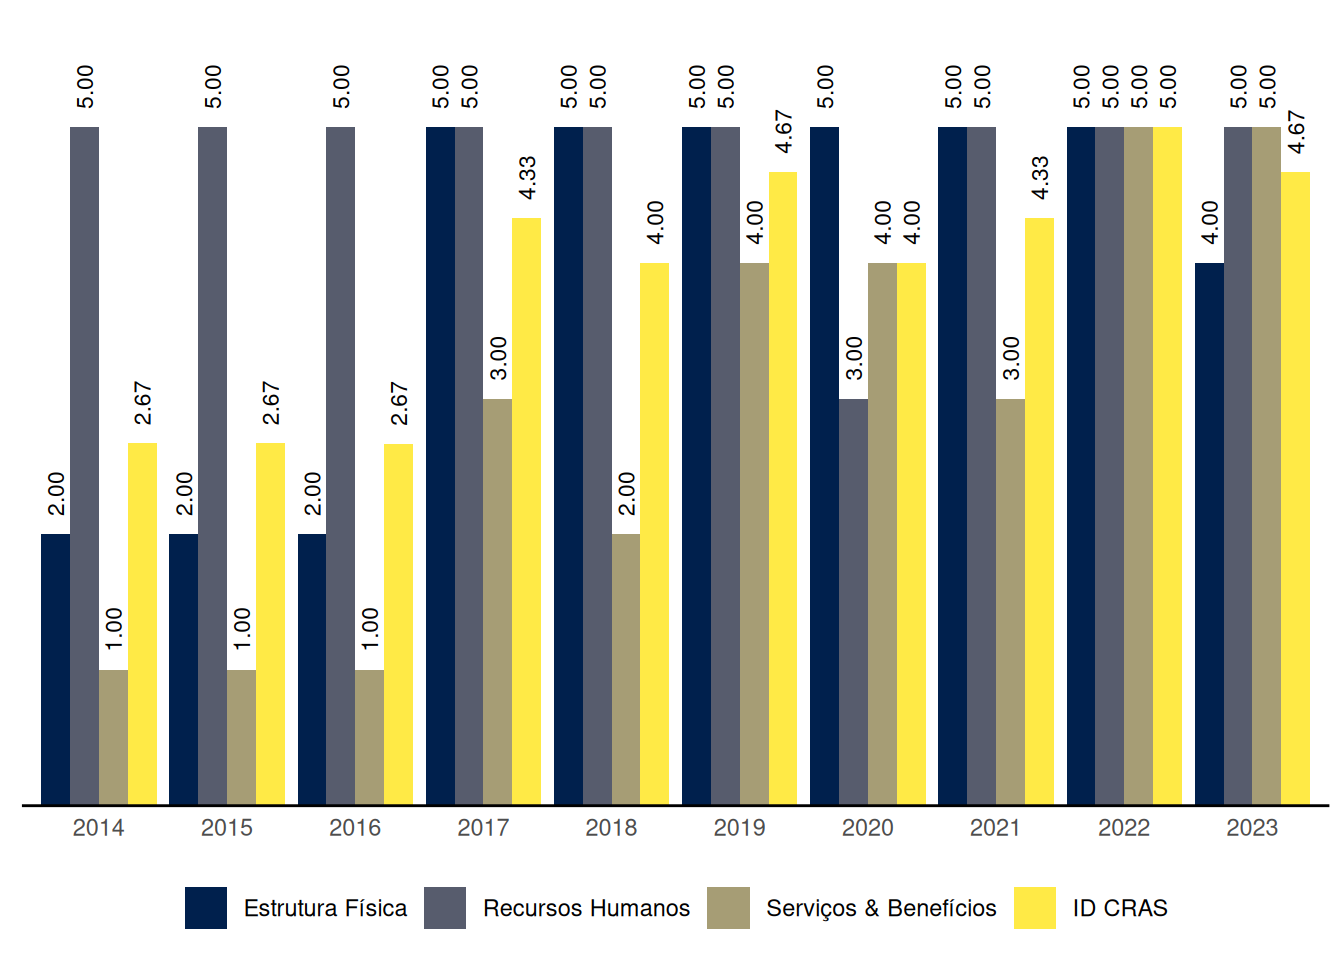 5.00 5.00 5.00 5.00 5.00 5.00 5.00 5.00 5.00 5.00 5.00 5.00 5.00 5.00 5.00 5.00 5.00 5.00
4.67 4.67
4.33 4.33
4.00 4.00 4.00 4.00 4.00
3.00 3.00 3.00
2.67 2.67 2.67
2.00 2.00 2.00 2.00
1.00 1.00 1.00
2014 2015 2016 2017 2018 2019 2020 2021 2022 2023
Estrutura Física Recursos Humanos Serviços & Benefícios ID CRAS